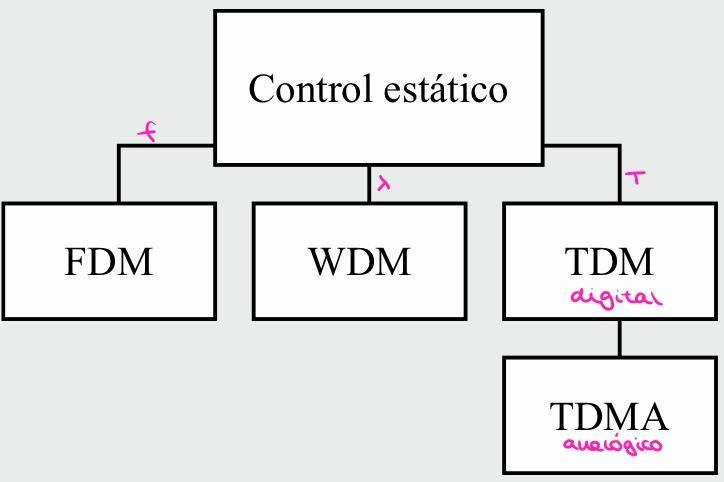 Control estático
f
λ
T
FDM
WDM
TDM
digital
TDMA
analógico